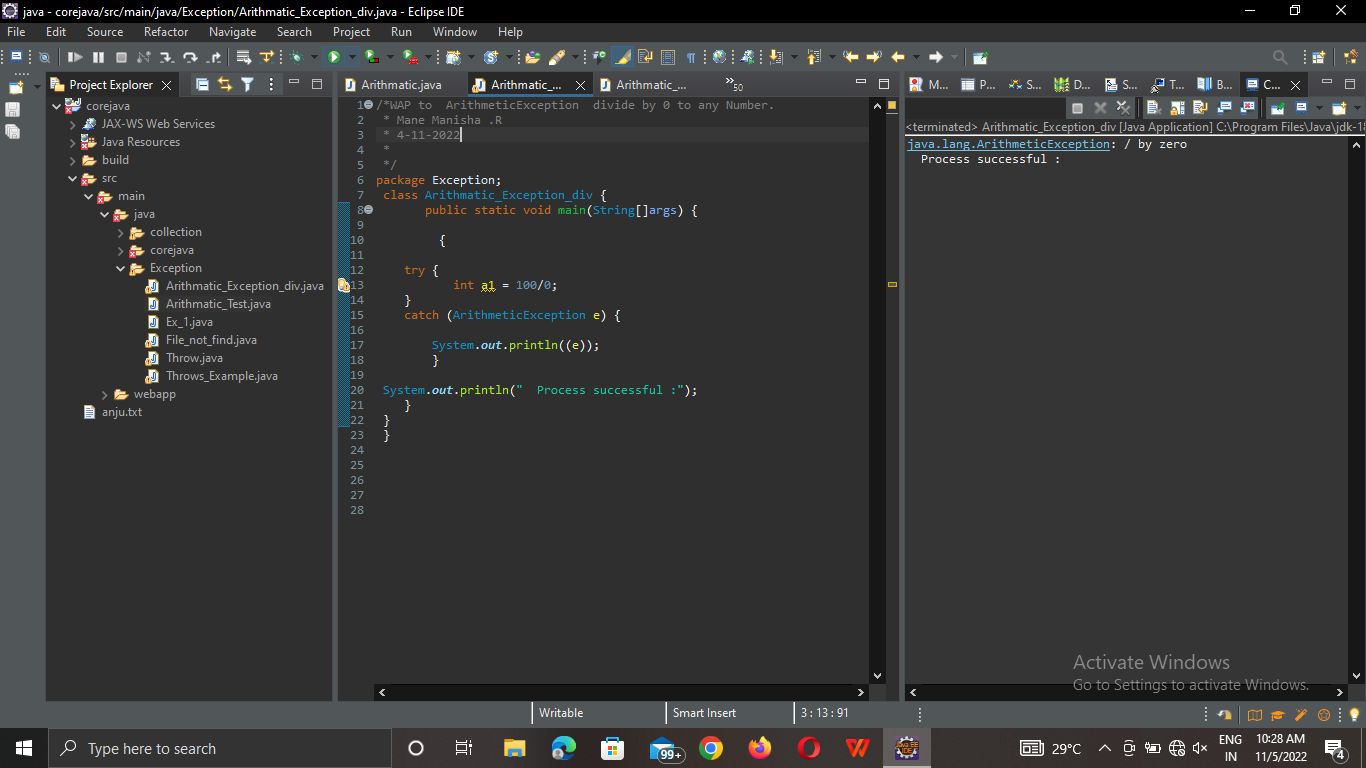 java - corejava/src/main/java/Exception/Arithmatic_Exception_div.java - Eclipse IDE
File Edit Source Refactor Navigate Search Project Run Window Help
Project Explorer
corejava
JAX-WS Web Services
Java Resources
build
src
main
java
collection
corejava
Exception
Arithmatic_Exception_div.java
Arithmatic_Test.java
Ex_1.java
File_not_find.java
Throw.java
Throws_Example.java
webapp
anju.txt
Arithmatic.java Arithmatic_... Arithmatic_... »50
1 /*WAP to  ArithmeticException  divide by 0 to any Number.
2  * Mane Manisha .R
3  * 4-11-2022
4  *
5  */
6 package Exception;
7  class Arithmatic_Exception_div {
8        public static void main(String[]args) {
9
10          {
11
12     try {
13            int a1 = 100/0;
14     }
15     catch (ArithmeticException e) {
16
17         System.out.println((e));
18         }
19
20  System.out.println("  Process successful :");
21     }
22  }
23  }
24
25
26
27
28
M... P... S... D... S... T... B... C...
<terminated> Arithmatic_Exception_div [Java Application] C:\Program Files\Java\jdk-18
java.lang.ArithmeticException: / by zero
  Process successful :
Activate Windows
Go to Settings to activate Windows.
Writable Smart Insert 3 : 13 : 91
Type here to search
99+
JAVA EE IDE
29°C
ENG
IN
10:28 AM
11/5/2022
4